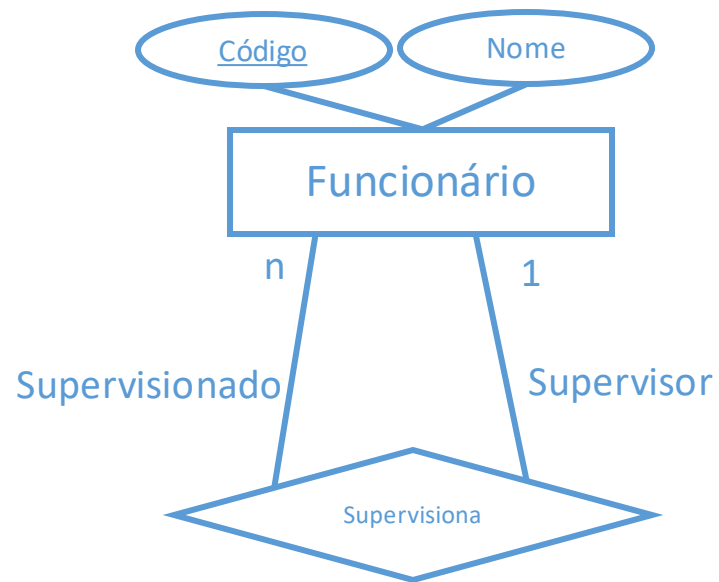 Código
Nome
Funcionário
n
1
Supervisionado
Supervisor
Supervisiona